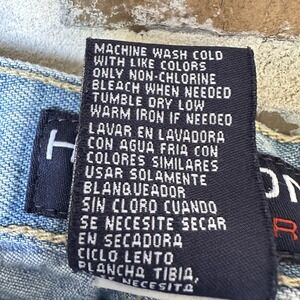 MACHINE WASH COLD
WITH LIKE COLORS
ONLY NON-CHLORINE
BLEACH WHEN NEEDED
TUMBLE DRY LOW
WARM IRON IF NEEDED
LAVAR EN LAVADORA
CON AGUA FRIA CON
COLORES SIMILARES
USAR SOLAMENTE
BLANQUEADOR
SIN CLORO CUANDO
SE NECESITE SECAR
EN SECADORA
CICLO LENTO
PLANCHA TIBIA,
NECESITA